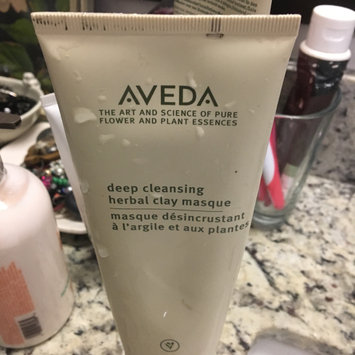 AVEDA
THE ART AND SCIENCE OF PURE
FLOWER AND PLANT ESSENCES
deep cleansing
herbal clay masque
masque désincrustant
à l'argile et aux plantes